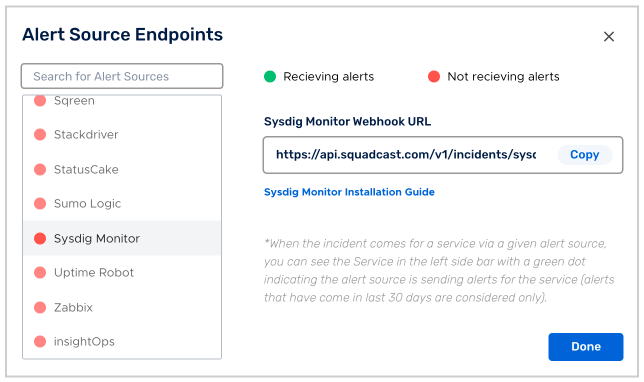 Alert Source Endpoints
Search for Alert Sources
Recieving alerts
Not recieving alerts
Sqreen
Stackdriver
StatusCake
Sumo Logic
Sysdig Monitor
Uptime Robot
Zabbix
insightOps
Sysdig Monitor Webhook URL
https://api.squadcast.com/v1/incidents/sysd
Copy
Sysdig Monitor Installation Guide
*When the incident comes for a service via a given alert source,
you can see the Service in the left side bar with a green dot
indicating the alert source is sending alerts for the service (alerts
that have come in last 30 days are considered only).
Done